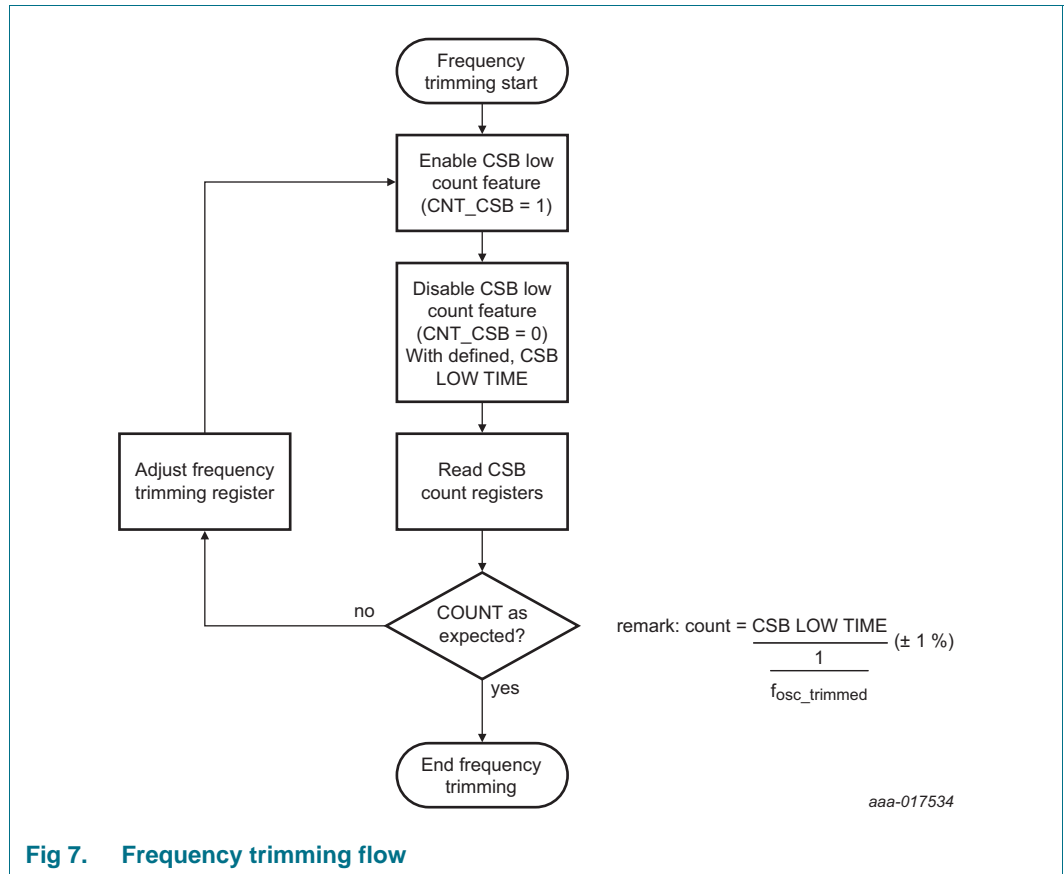 Frequency
trimming start
Enable CSB low
count feature
(CNT_CSB = 1)
Disable CSB low
count feature
(CNT_CSB = 0)
With defined, CSB
LOW TIME
Adjust frequency
trimming register
Read CSB
count registers
no
COUNT as
expected?
remark: count = CSB LOW TIME (± 1 %)
1
fosc_trimmed
yes
End frequency
trimming
aaa-017534
Fig 7. Frequency trimming flow